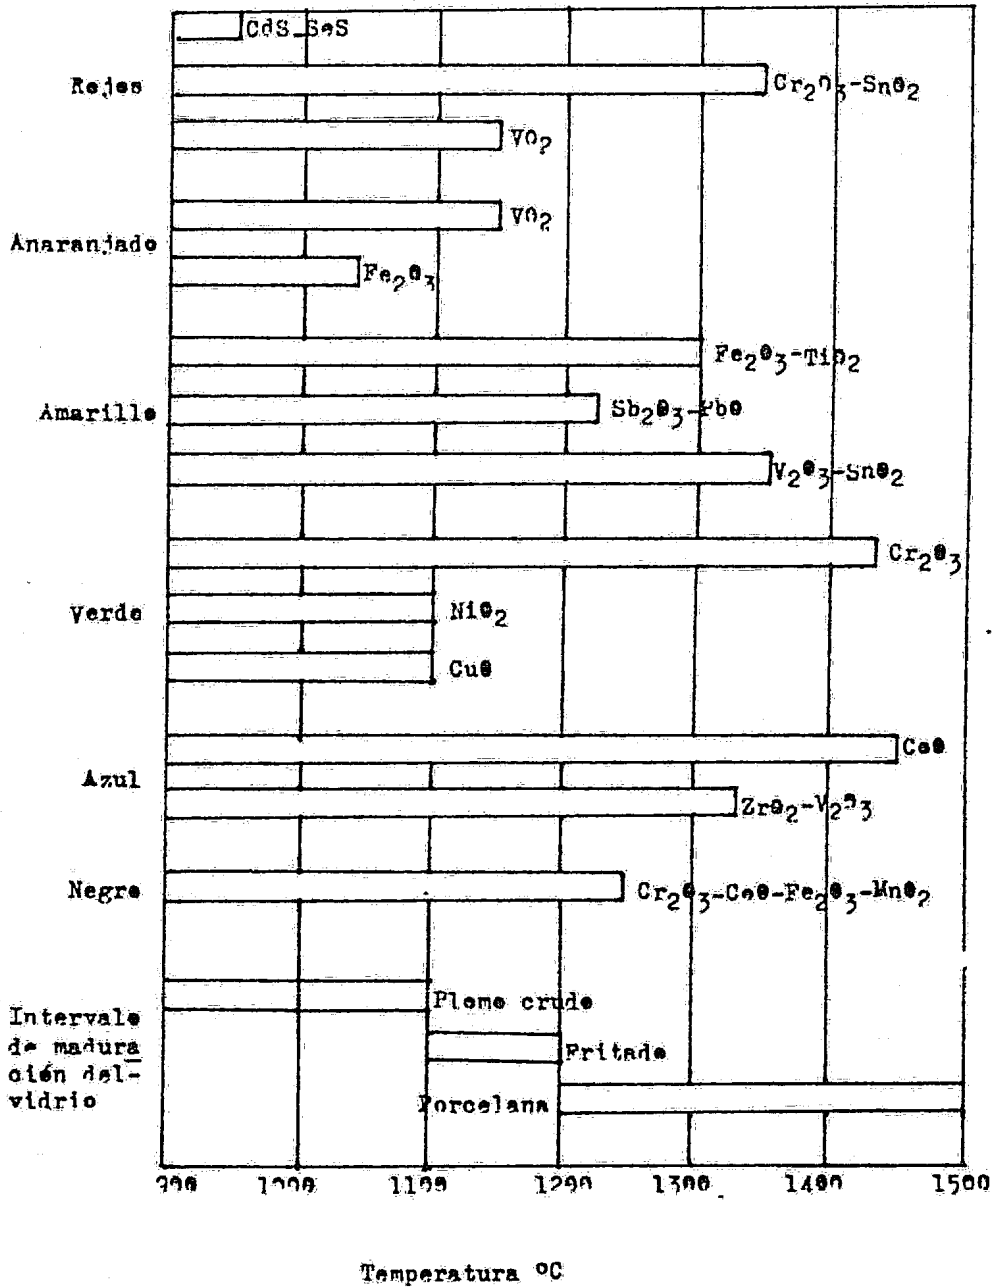 CdS-SeS
Rojos
Cr₂O₃-SnO₂
VO₂
VO₂
Anaranjado
Fe₂O₃
Fe₂O₃-TiO₂
Amarillo
Sb₂O₃-PbO
V₂O₃-SnO₂
Cr₂O₃
Verde
NiO₂
CuO
CoO
Azul
ZrO₂-V₂O₃
Negro
Cr₂O₃-CoO-Fe₂O₃-MnO₂
Plomo crudo
Intervalo
de madura
ción del-
vidrio
Fritado
Porcelana
900 1000 1100 1200 1300 1400 1500
Temperatura ºC